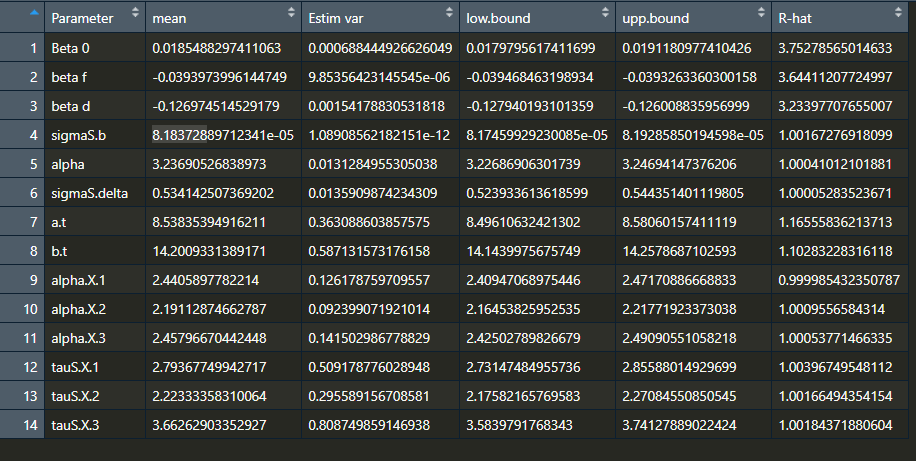 Parameter mean Estim var low.bound upp.bound R-hat
1 Beta 0 0.0185488297411063 0.000688444926626049 0.0179795617411699 0.0191180977410426 3.75278565014633
2 beta f -0.0393973996144749 9.85356423145545e-06 -0.039468463198934 -0.0393263360300158 3.64411207724997
3 beta d -0.126974514529179 0.00154178830531818 -0.127940193101359 -0.126008835956999 3.23397707655007
4 sigmaS.b 8.18372889712341e-05 1.08908562182151e-12 8.17459929230085e-05 8.19285850194598e-05 1.00167276918099
5 alpha 3.23690526838973 0.0131284955305038 3.22686906301739 3.24694147376206 1.00041012101881
6 sigmaS.delta 0.534142507369202 0.0135909874234309 0.523933613618599 0.544351401119805 1.00005283523671
7 a.t 8.53835394916211 0.363088603857575 8.49610632421302 8.58060157411119 1.16555836213713
8 b.t 14.2009331389171 0.587131573176158 14.1439975675749 14.2578687102593 1.10283228316118
9 alpha.X.1 2.4405897782214 0.126178759709557 2.40947068975446 2.47170886668833 0.999985432350787
10 alpha.X.2 2.19112874662787 0.092399071921014 2.16453825952535 2.21771923373038 1.0009556584314
11 alpha.X.3 2.45796670442448 0.141502986778829 2.42502789826679 2.49090551058218 1.00053771466335
12 tauS.X.1 2.79367749942717 0.509178776028948 2.73147484955736 2.85588014929699 1.00396749548112
13 tauS.X.2 2.22333358310064 0.295589156708581 2.17582165769583 2.27084550850545 1.00166494354154
14 tauS.X.3 3.66262903352927 0.808749859146938 3.5839791768343 3.74127889022424 1.00184371880604